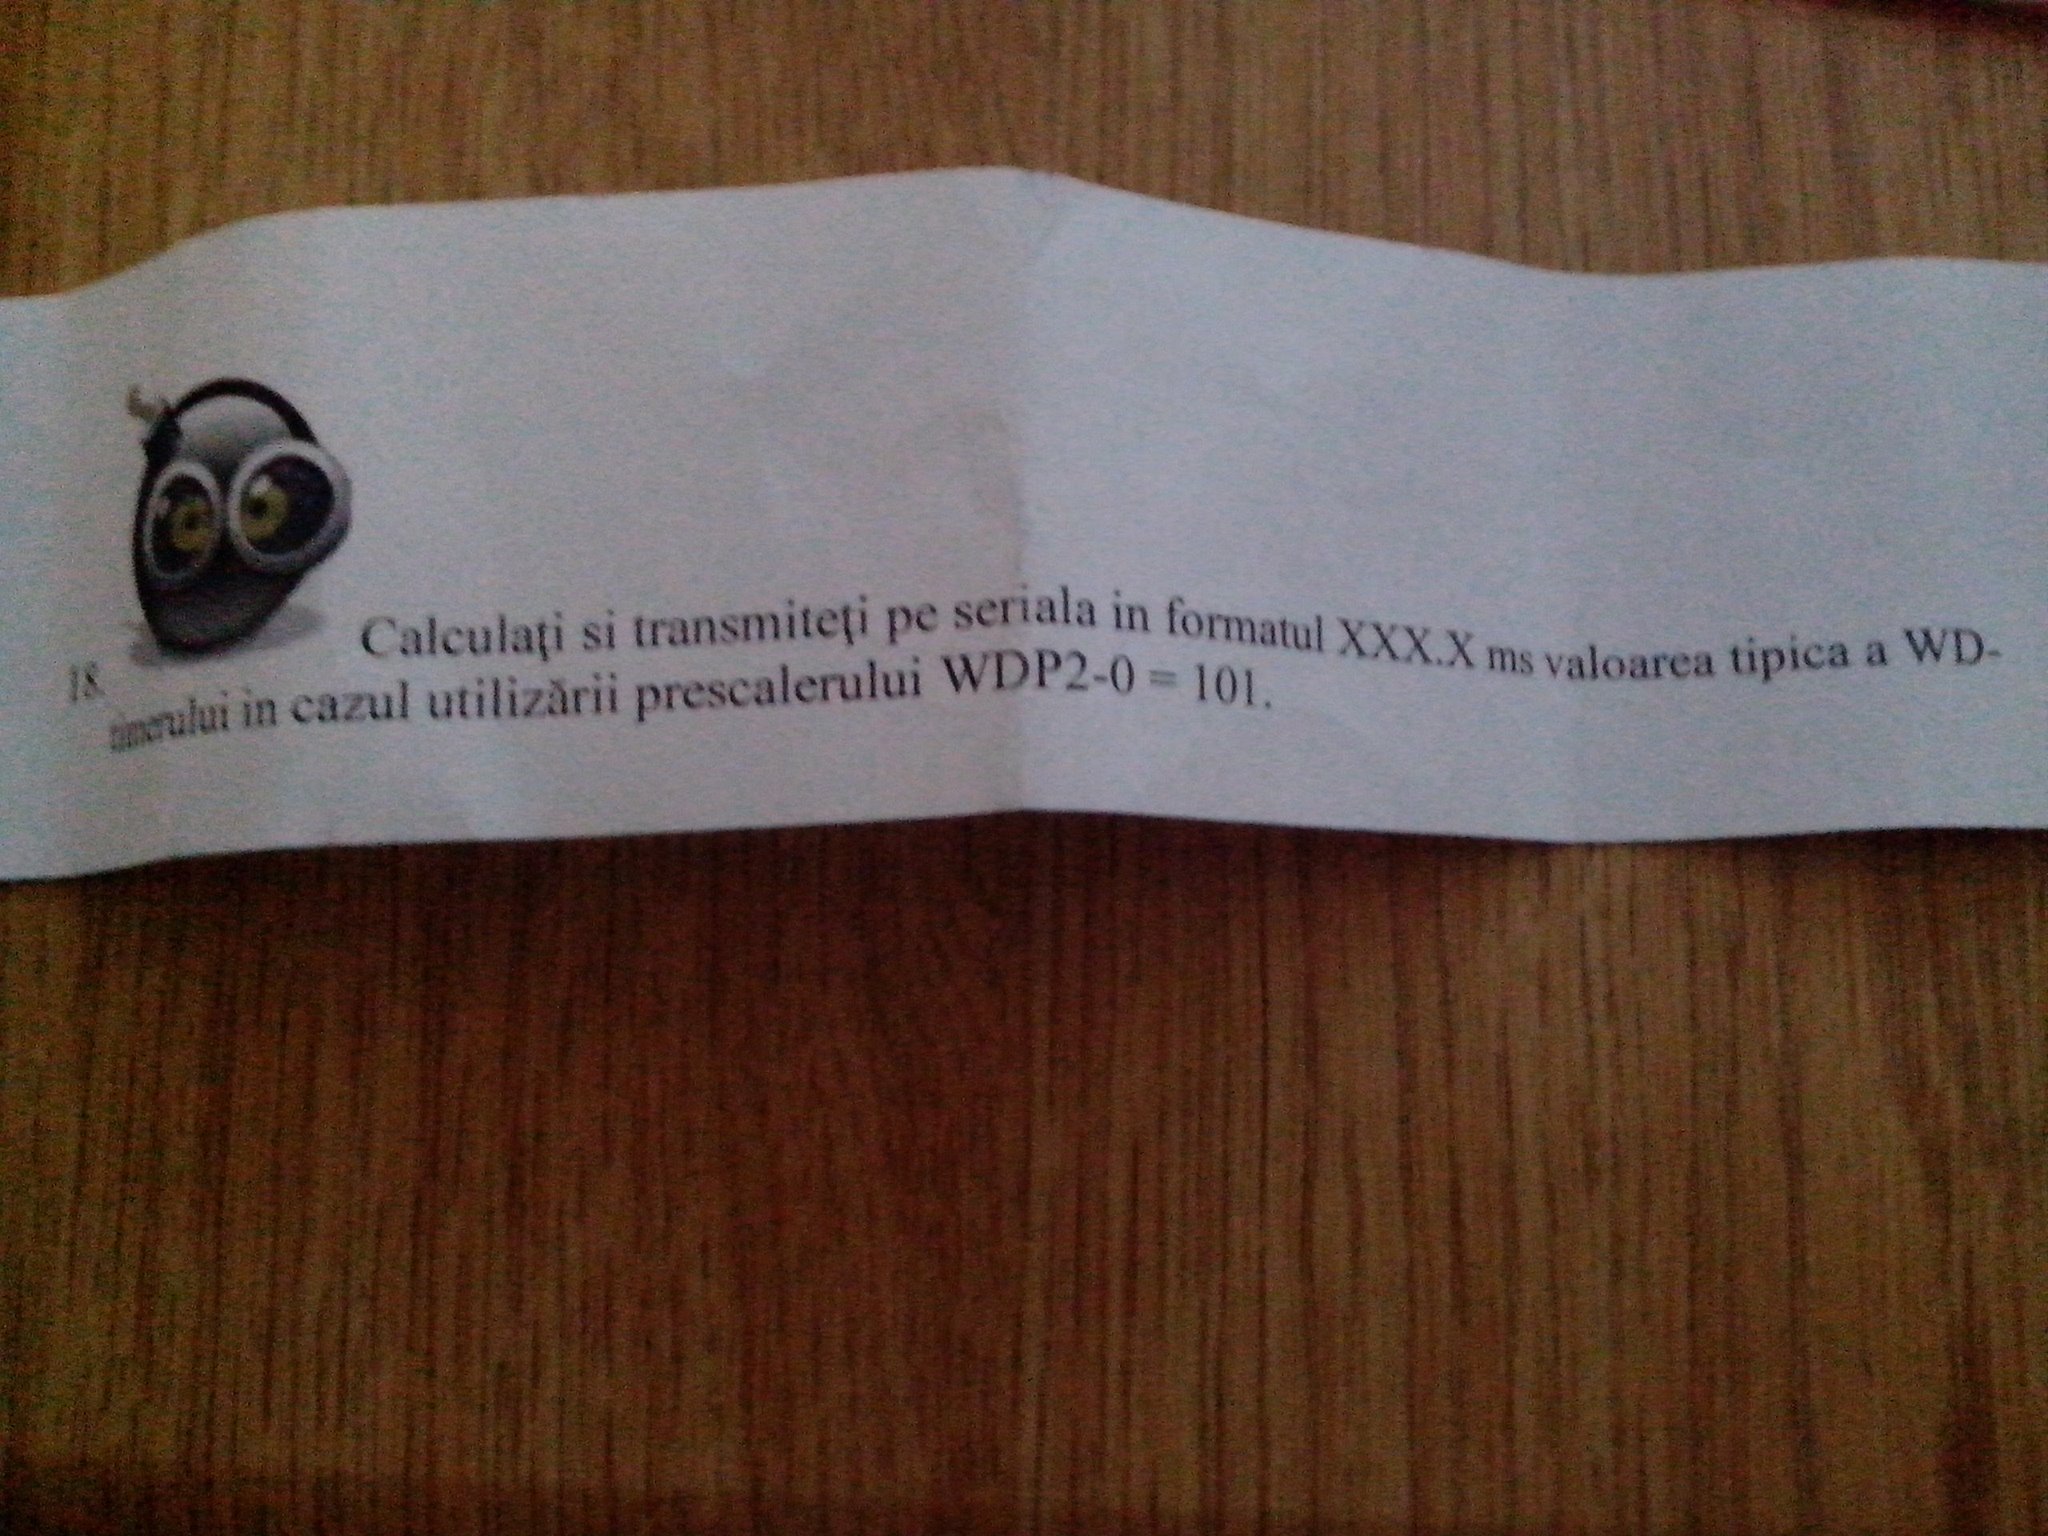 18. Calculaţi si transmiteţi pe seriala in formatul XXX.X ms valoarea tipica a WD-
timerului in cazul utilizării prescalerului WDP2-0 = 101.